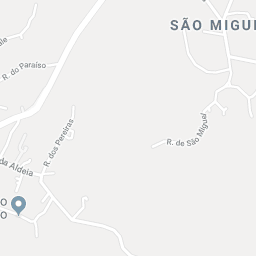 SÃO MIGU
R. do Paraíso
R. dos Pereiras
R. de São Miguel
da Aldeia
O
O